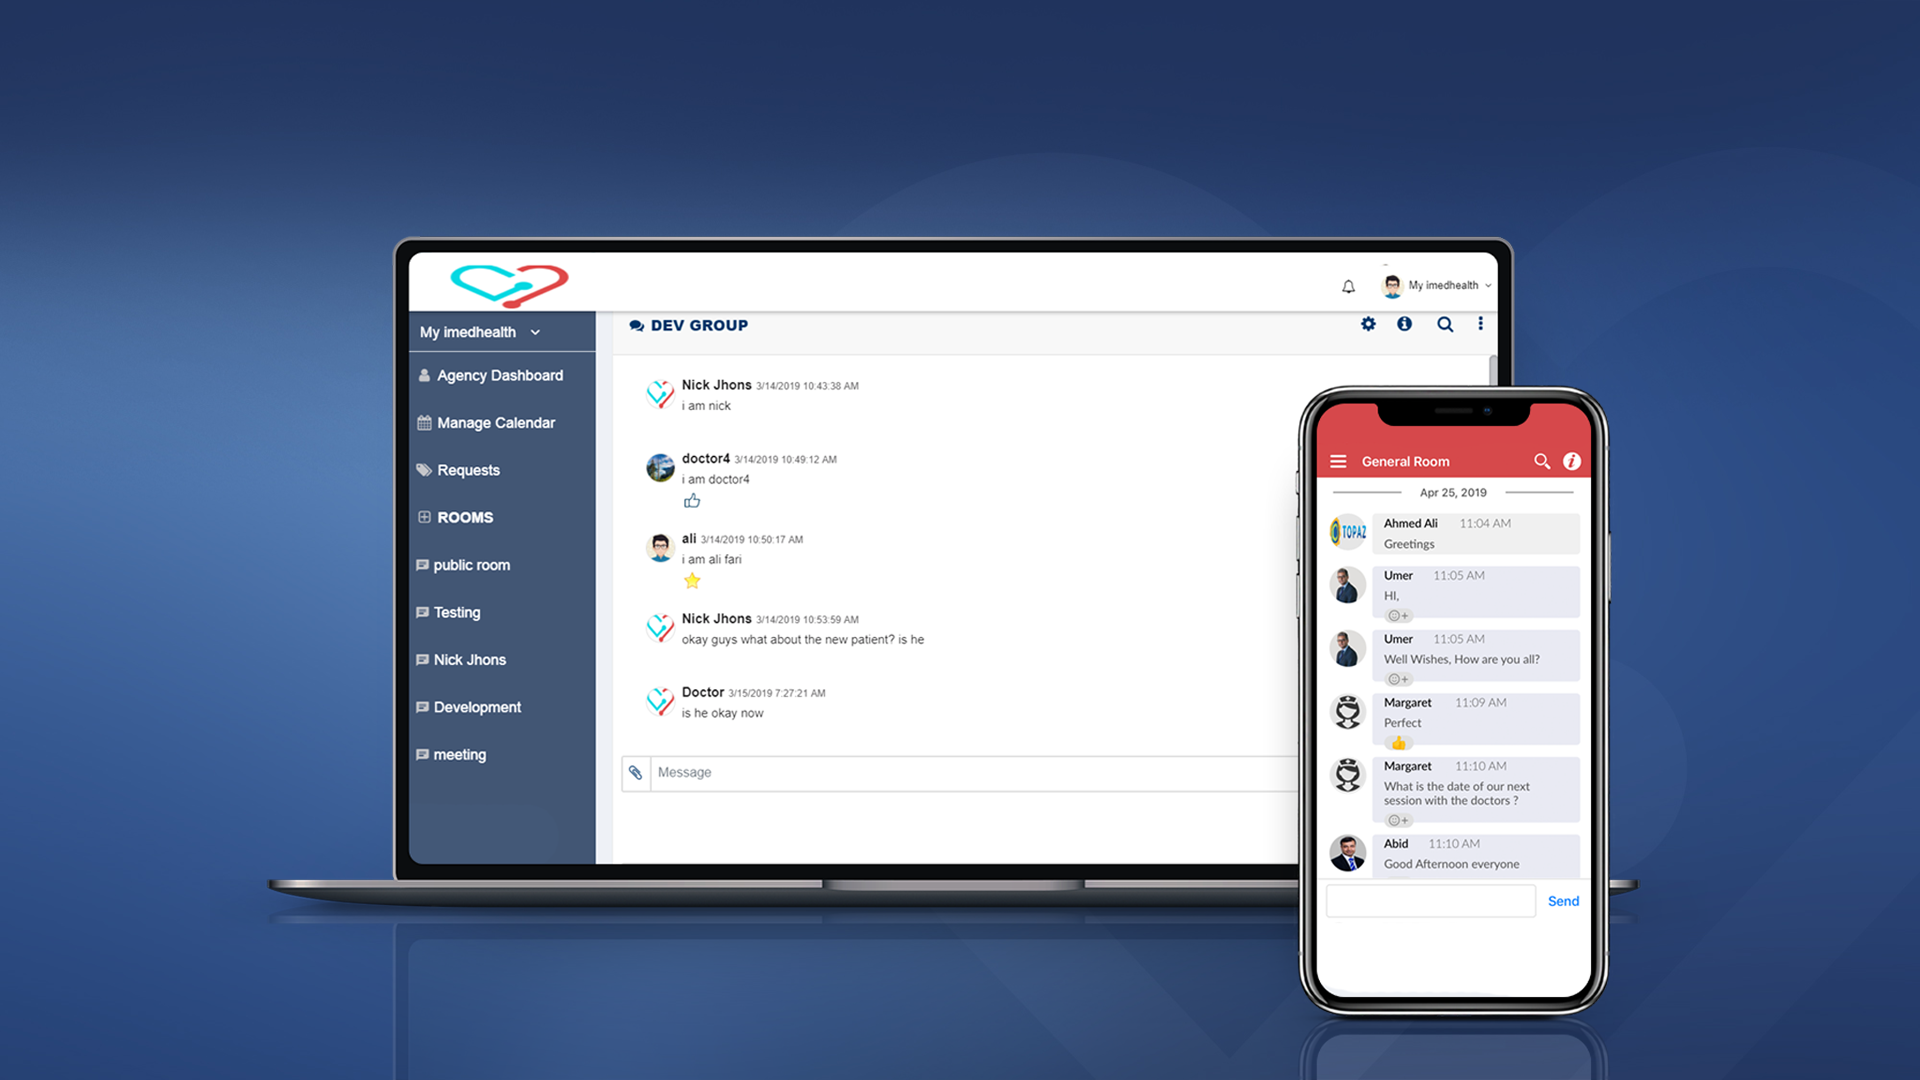 My imedhealth
My imedhealth
Agency Dashboard
Manage Calendar
Requests
ROOMS
public room
Testing
Nick Jhons
Development
meeting
DEV GROUP
Nick Jhons 3/14/2019 10:43:38 AM
i am nick
doctor4 3/14/2019 10:49:12 AM
i am doctor4
ali 3/14/2019 10:50:17 AM
i am ali fari
Nick Jhons 3/14/2019 10:53:59 AM
okay guys what about the new patient? is he
Doctor 3/15/2019 7:27:21 AM
is he okay now
Message
General Room
Apr 25, 2019
TOPAZ
Ahmed Ali 11:04 AM
Greetings
Umer 11:05 AM
HI,
Umer 11:05 AM
Well Wishes, How are you all?
Margaret 11:09 AM
Perfect
Margaret 11:10 AM
What is the date of our next
session with the doctors ?
Abid 11:10 AM
Good Afternoon everyone
Send